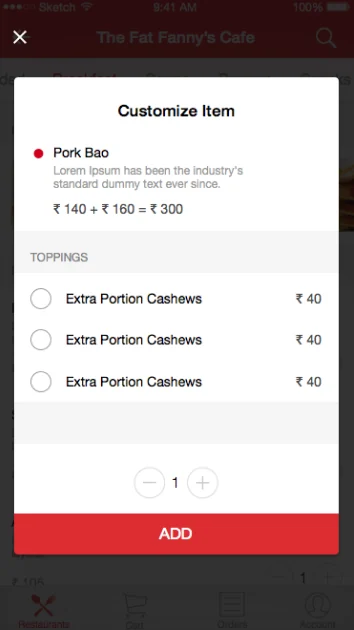 Sketch
9:41 AM
100%
The Fat Fanny's Cafe
Breakfast
Customize Item
Pork Bao
Lorem Ipsum has been the industry's
standard dummy text ever since.
₹ 140 + ₹ 160 = ₹ 300
TOPPINGS
Extra Portion Cashews ₹ 40
Extra Portion Cashews ₹ 40
Extra Portion Cashews ₹ 40
1
ADD
1
Restaurants
Cart
Orders
Account